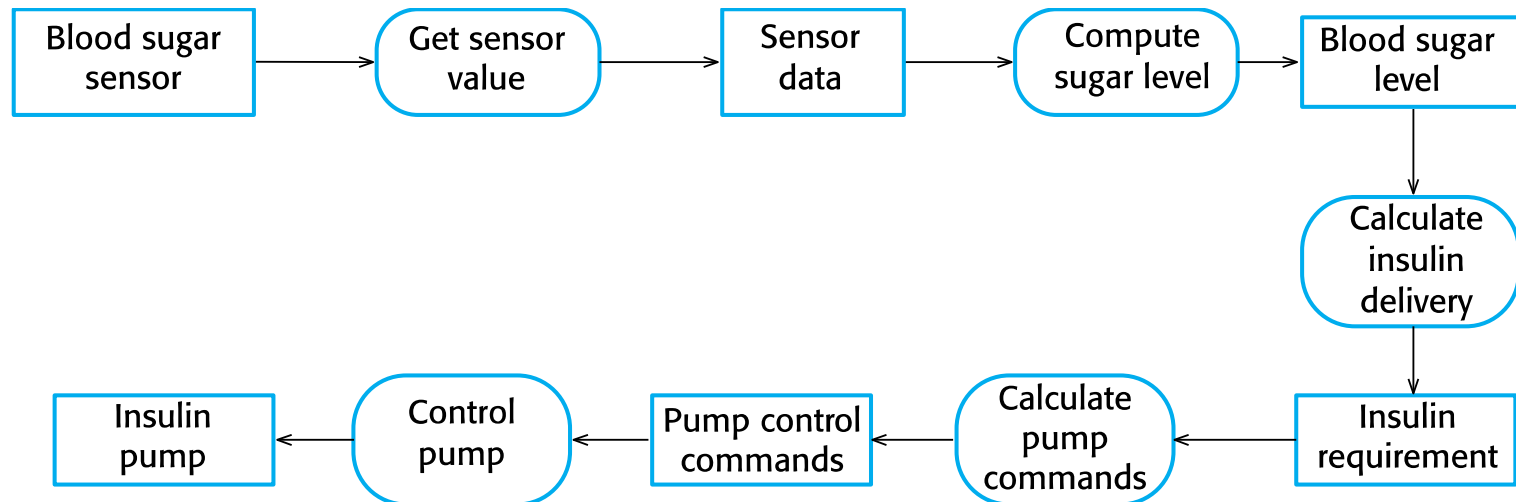 Blood sugar
sensor
Get sensor
value
Sensor
data
Compute
sugar level
Blood sugar
level
Calculate
insulin
delivery
Insulin
requirement
Calculate
pump
commands
Pump control
commands
Control
pump
Insulin
pump